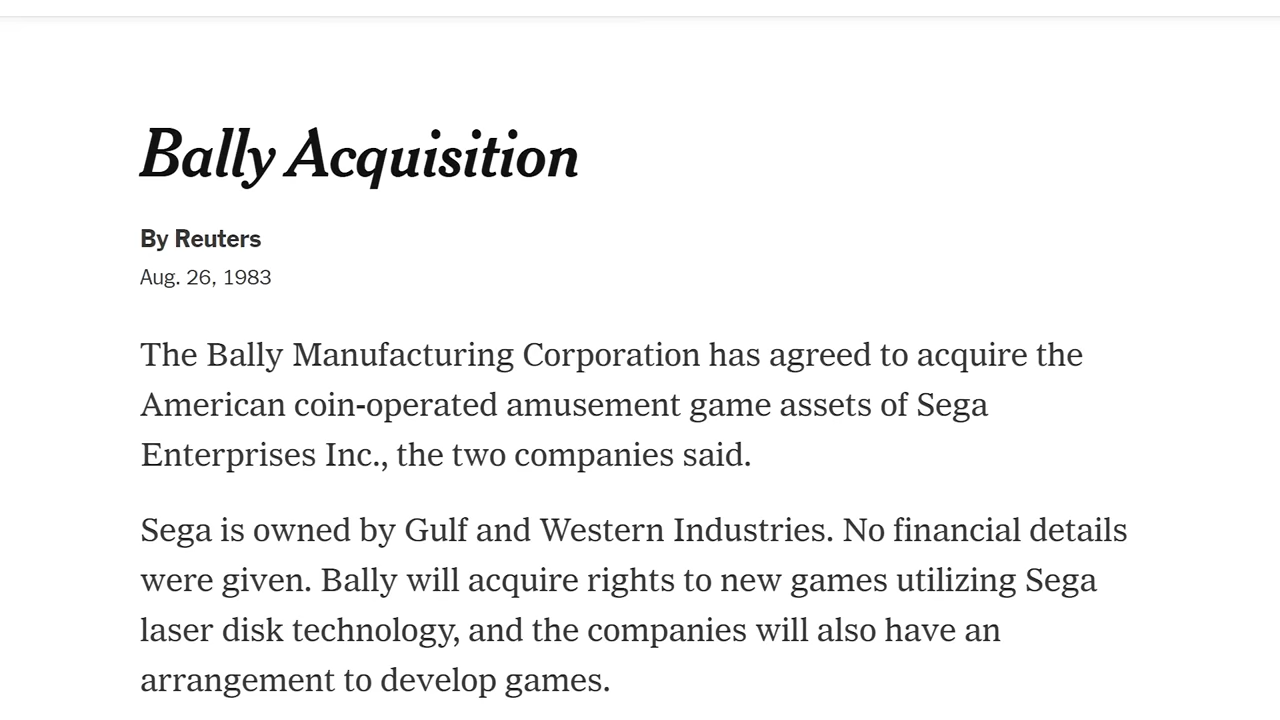 Bally Acquisition
By Reuters
Aug. 26, 1983
The Bally Manufacturing Corporation has agreed to acquire the
American coin-operated amusement game assets of Sega
Enterprises Inc., the two companies said.
Sega is owned by Gulf and Western Industries. No financial details
were given. Bally will acquire rights to new games utilizing Sega
laser disk technology, and the companies will also have an
arrangement to develop games.